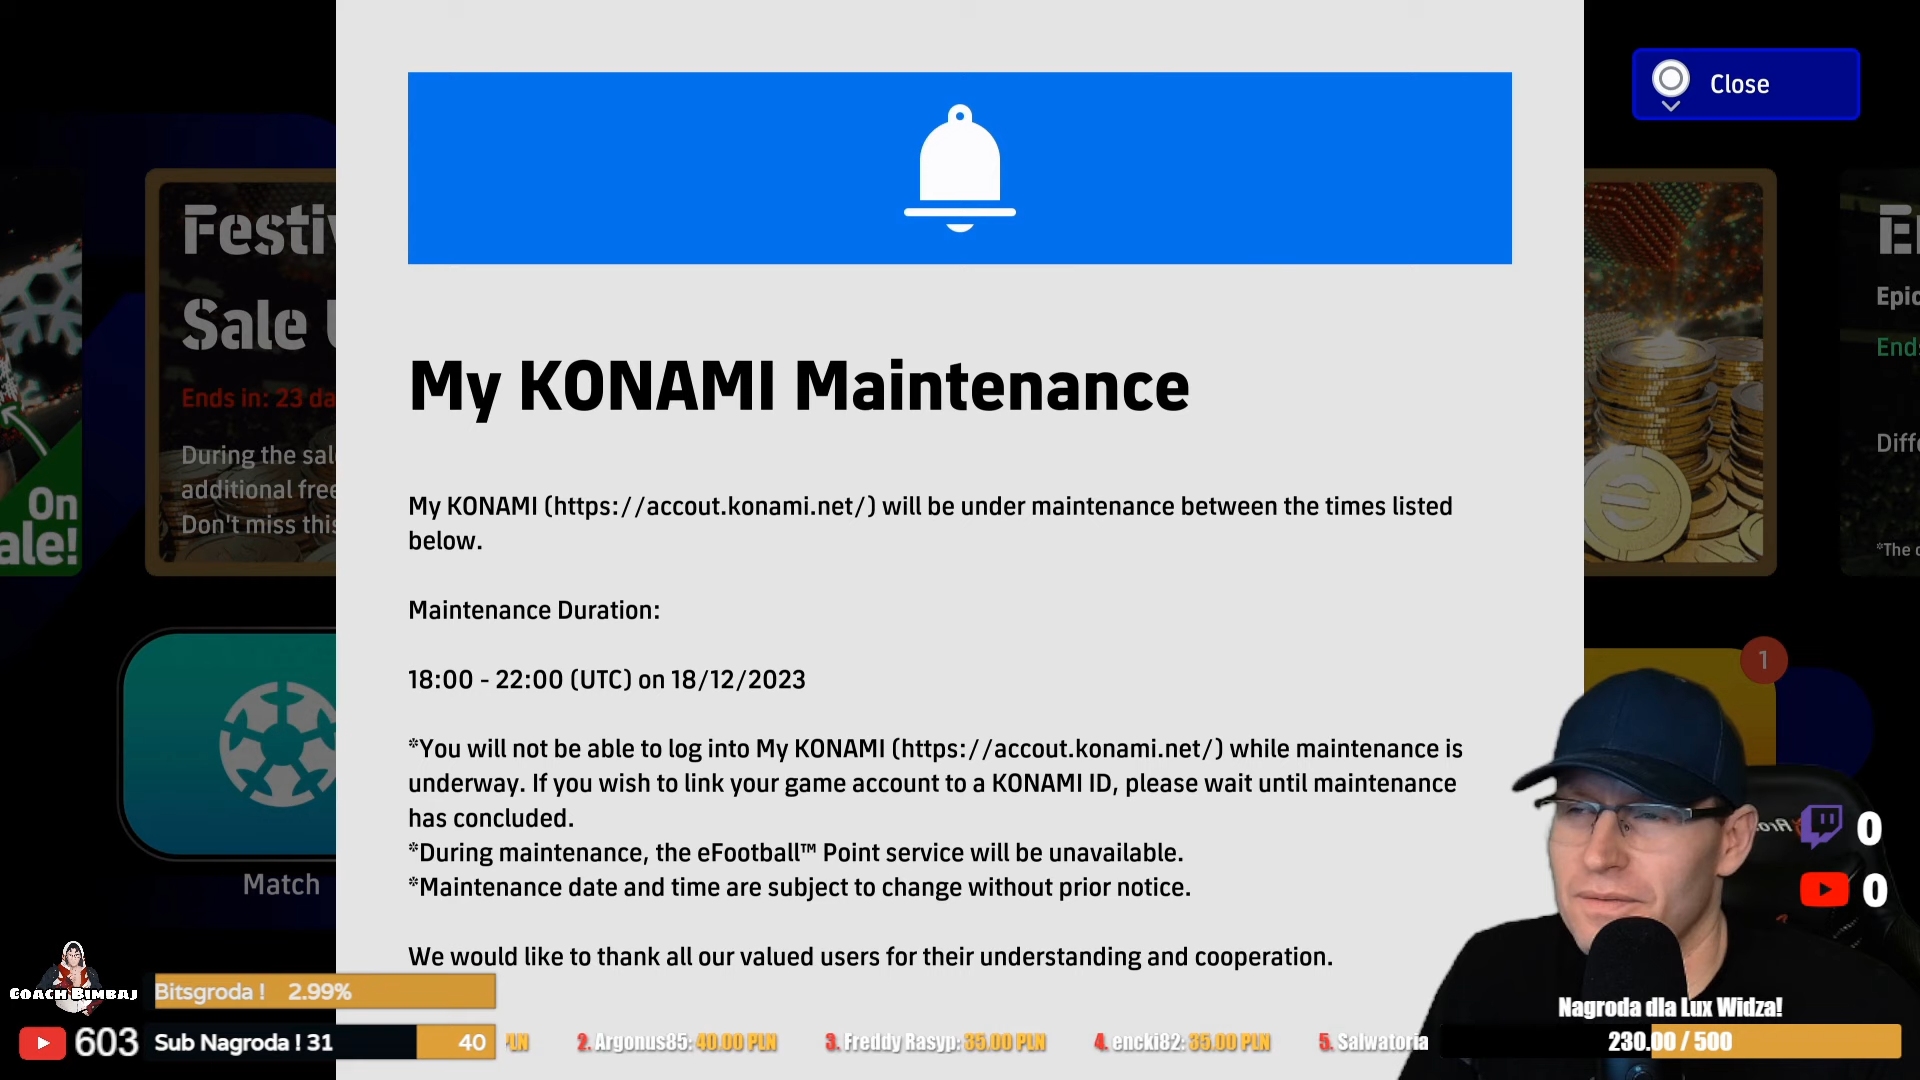 Close
Festiv
Sale
Ends in: 23 da
During the sal
additional free
Don't miss this
On
ale!
My KONAMI Maintenance
My KONAMI (https://accout.konami.net/) will be under maintenance between the times listed
below.
Maintenance Duration:
18:00 - 22:00 (UTC) on 18/12/2023
*You will not be able to log into My KONAMI (https://accout.konami.net/) while maintenance is
underway. If you wish to link your game account to a KONAMI ID, please wait until maintenance
has concluded.
*During maintenance, the eFootball™ Point service will be unavailable.
*Maintenance date and time are subject to change without prior notice.
We would like to thank all our valued users for their understanding and cooperation.
Epic
Ends
Diffe
*The
1
Match
0
0
COACH BIMBAJ
Bitsgroda ! 2.99%
603
Sub Nagroda ! 31 40
PLN 2. Argonus85: 40.00 PLN 3. Freddy Rasyp: 35.00 PLN 4. encki82: 35.00 PLN 5. Salwatoria
Nagroda dla Lux Widza!
230.00 / 500